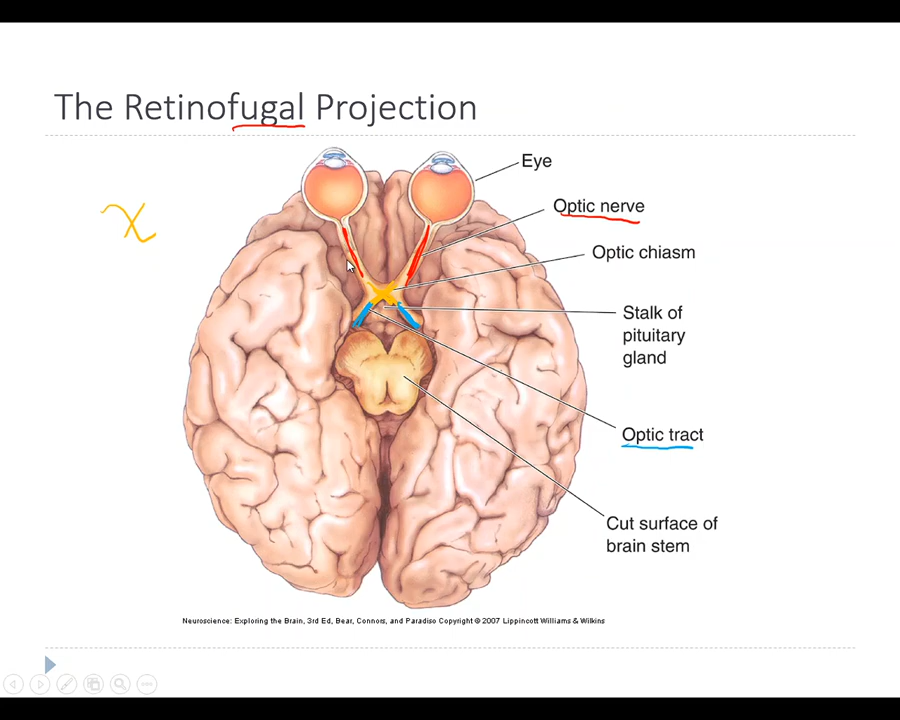 The Retinofugal Projection
χ
Eye
Optic nerve
Optic chiasm
Stalk of
pituitary
gland
Optic tract
Cut surface of
brain stem
Neuroscience: Exploring the Brain, 3rd Ed, Bear, Connors, and Paradiso Copyright © 2007 Lippincott Williams & Wilkins